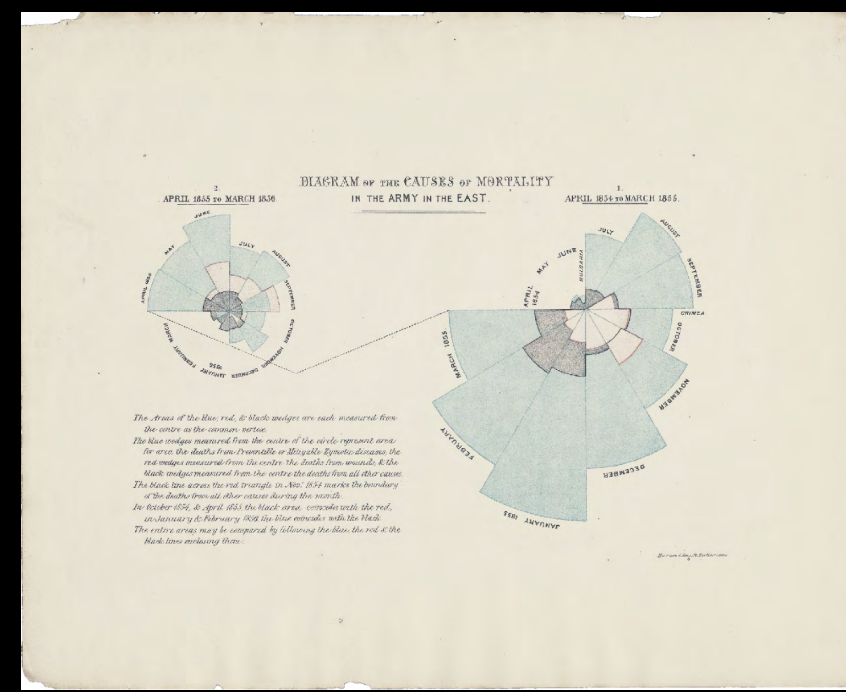 DIAGRAM OF THE CAUSES OF MORTALITY
IN THE ARMY IN THE EAST.
2.
APRIL 1855 TO MARCH 1856.
JUNE
JULY
MAY
AUGUST
SEPTEMBER
APRIL 1855
OCTOBER
MARCH
NOVEMBER
FEBRUARY
DECEMBER
1856
JANUARY
1.
APRIL 1854 TO MARCH 1855.
JULY
AUGUST
JUNE
BULGARIA
MAY
SEPTEMBER
APRIL
1854
CRIMEA
OCTOBER
MARCH 1855
NOVEMBER
FEBRUARY
DECEMBER
JANUARY 1855
The Areas of the blue, red, & black wedges are each measured from
the centre as the common vertex.
The blue wedges measured from the centre of the circle represent area
for area the deaths from Preventible or Mitigable Zymotic diseases, the
red wedges measured from the centre the deaths from wounds, & the
black wedges measured from the centre the deaths from all other causes.
The black line across the red triangle in Novr. 1854 marks the boundary
of the deaths from all other causes during the month.
In October 1854, & April 1855 the black area coincides with the red,
in January & February 1856 the blue coincides with the black.
The entire areas may be compared by following the blue, the red & the
black lines enclosing them.